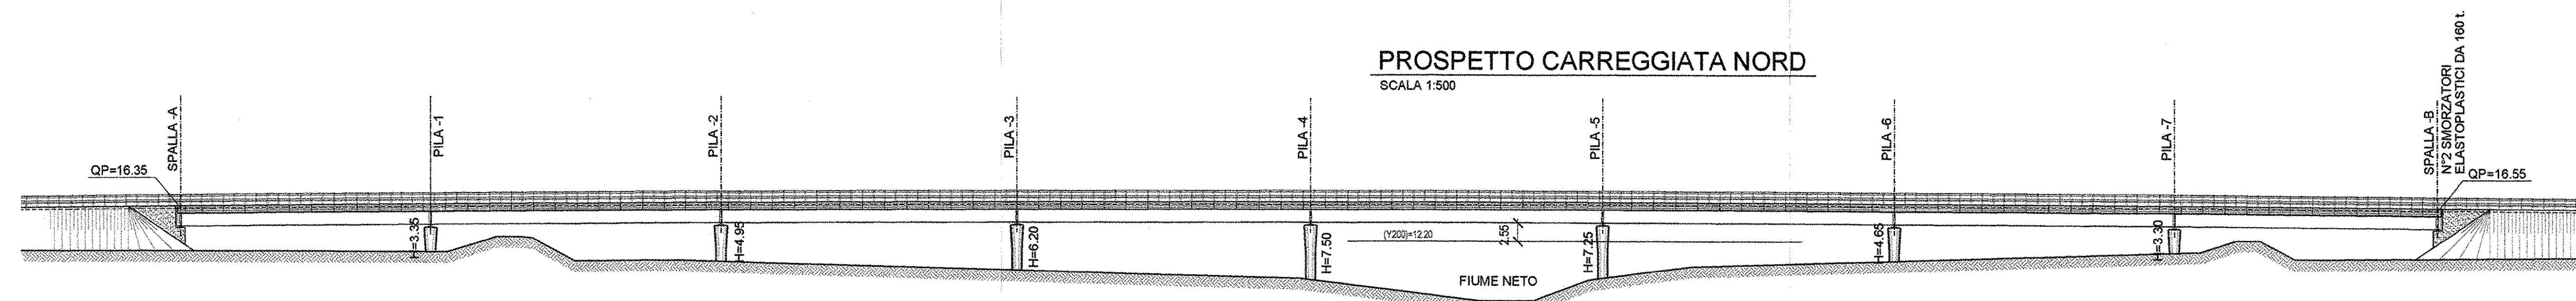 PROSPETTO CARREGGIATA NORD
SCALA 1:500
SPALLA -A
PILA -1
PILA -2
PILA -3
PILA -4
PILA -5
PILA -6
PILA -7
SPALLA -B
N°2 SMORZATORI
ELASTOPLASTICI DA 160 t.
QP=16.35
QP=16.55
H=3.35
H=4.95
H=6.20
H=7.50
(Y200)=12.20
2.55
H=7.25
H=4.65
H=3.30
FIUME NETO